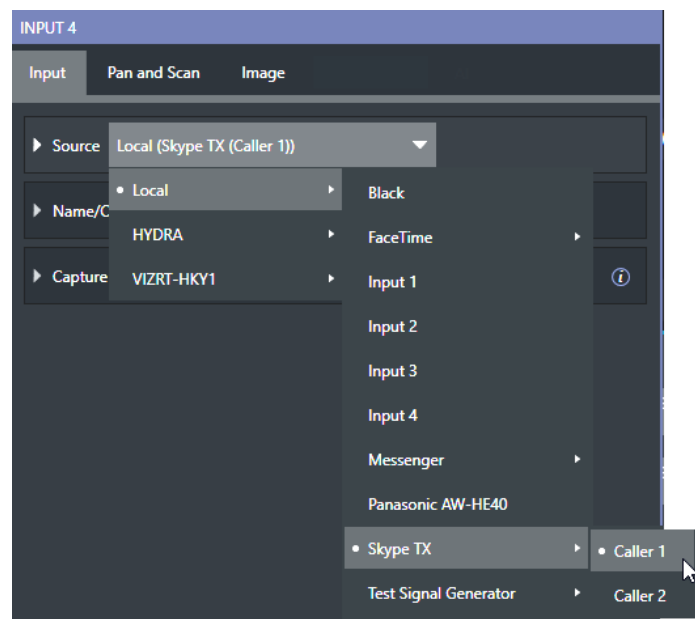 INPUT 4
Input Pan and Scan Image
Source Local (Skype TX (Caller 1))
Local Black
Name/C
HYDRA FaceTime
Capture VIZRT-HKY1 Input 1 i
Input 2
Input 3
Input 4
Messenger
Panasonic AW-HE40
Skype TX Caller 1
Test Signal Generator Caller 2